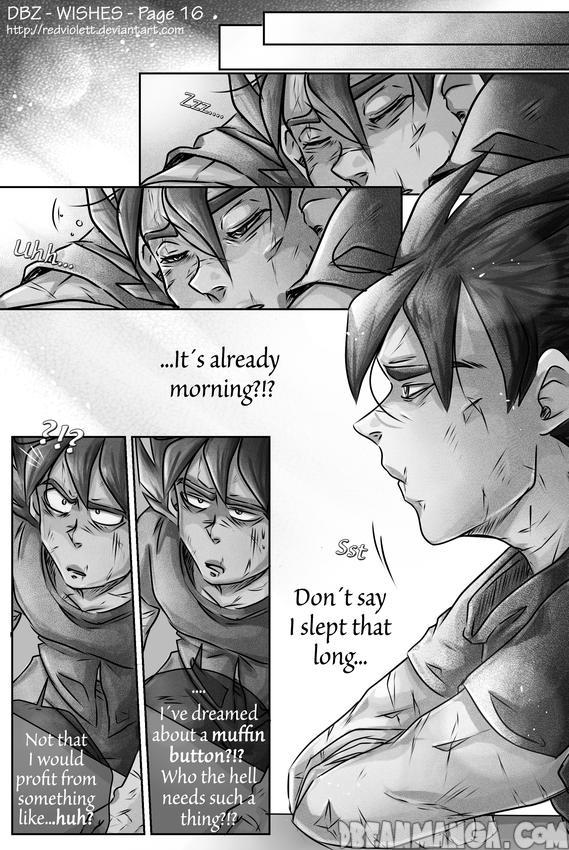 DBZ - WISHES - Page 16
http://redviolett.deviantart.com
Zzz....
Uhh...
...It´s already
morning?!?
Sst
Don´t say
I slept that
long...
....
I´ve dreamed
about a muffin
button?!?
Who the hell
needs such a
thing?!?
?!?
Not that
I would
profit from
something
like...huh?
DBFANMANGA.COM